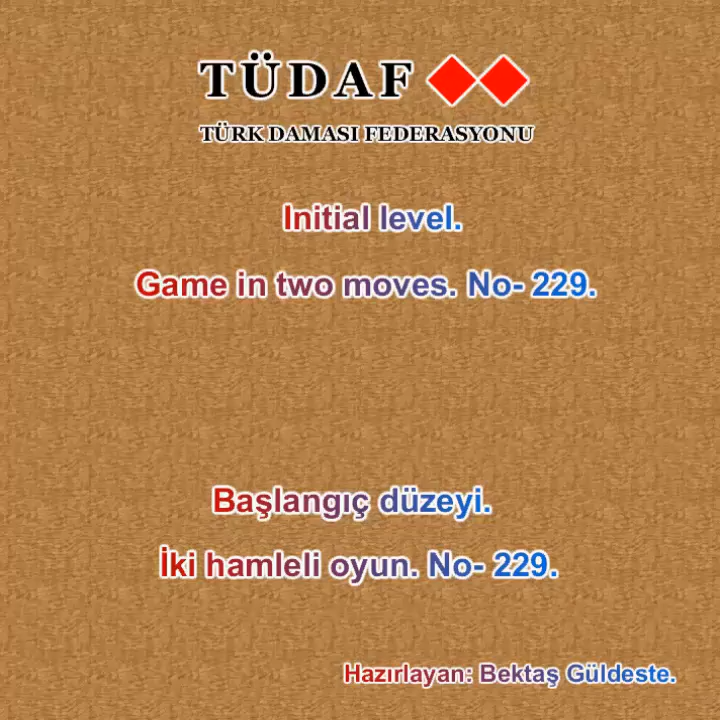 TÜDAF
TÜRK DAMASI FEDERASYONU
Initial level.
Game in two moves. No- 229.
Başlangıç düzeyi.
İki hamleli oyun. No- 229.
Hazırlayan: Bektaş Güldeste.